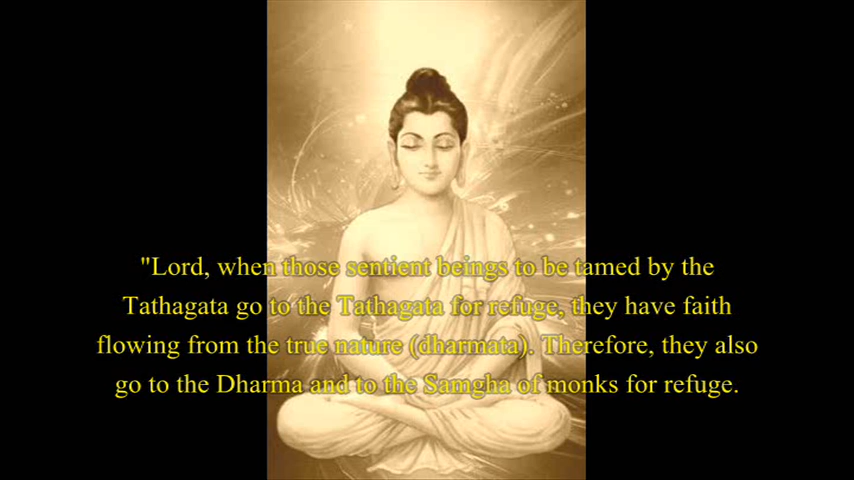 "Lord, when those sentient beings to be tamed by the
Tathagata go to the Tathagata for refuge, they have faith
flowing from the true nature (dharmata). Therefore, they also
go to the Dharma and to the Samgha of monks for refuge.